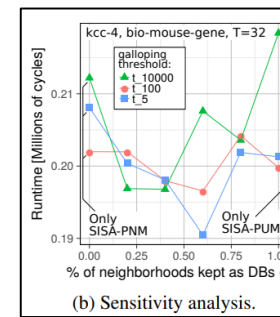 kcc-4, bio-mouse-gene, T=32
galloping
threshold:
t_10000
t_100
t_5
Runtime [Millions of cycles]
0.21
0.20
0.19
Only
SISA-PNM
Only
SISA-PUM
0.00 0.25 0.50 0.75 1.0
% of neighborhoods kept as DBs
(b) Sensitivity analysis.